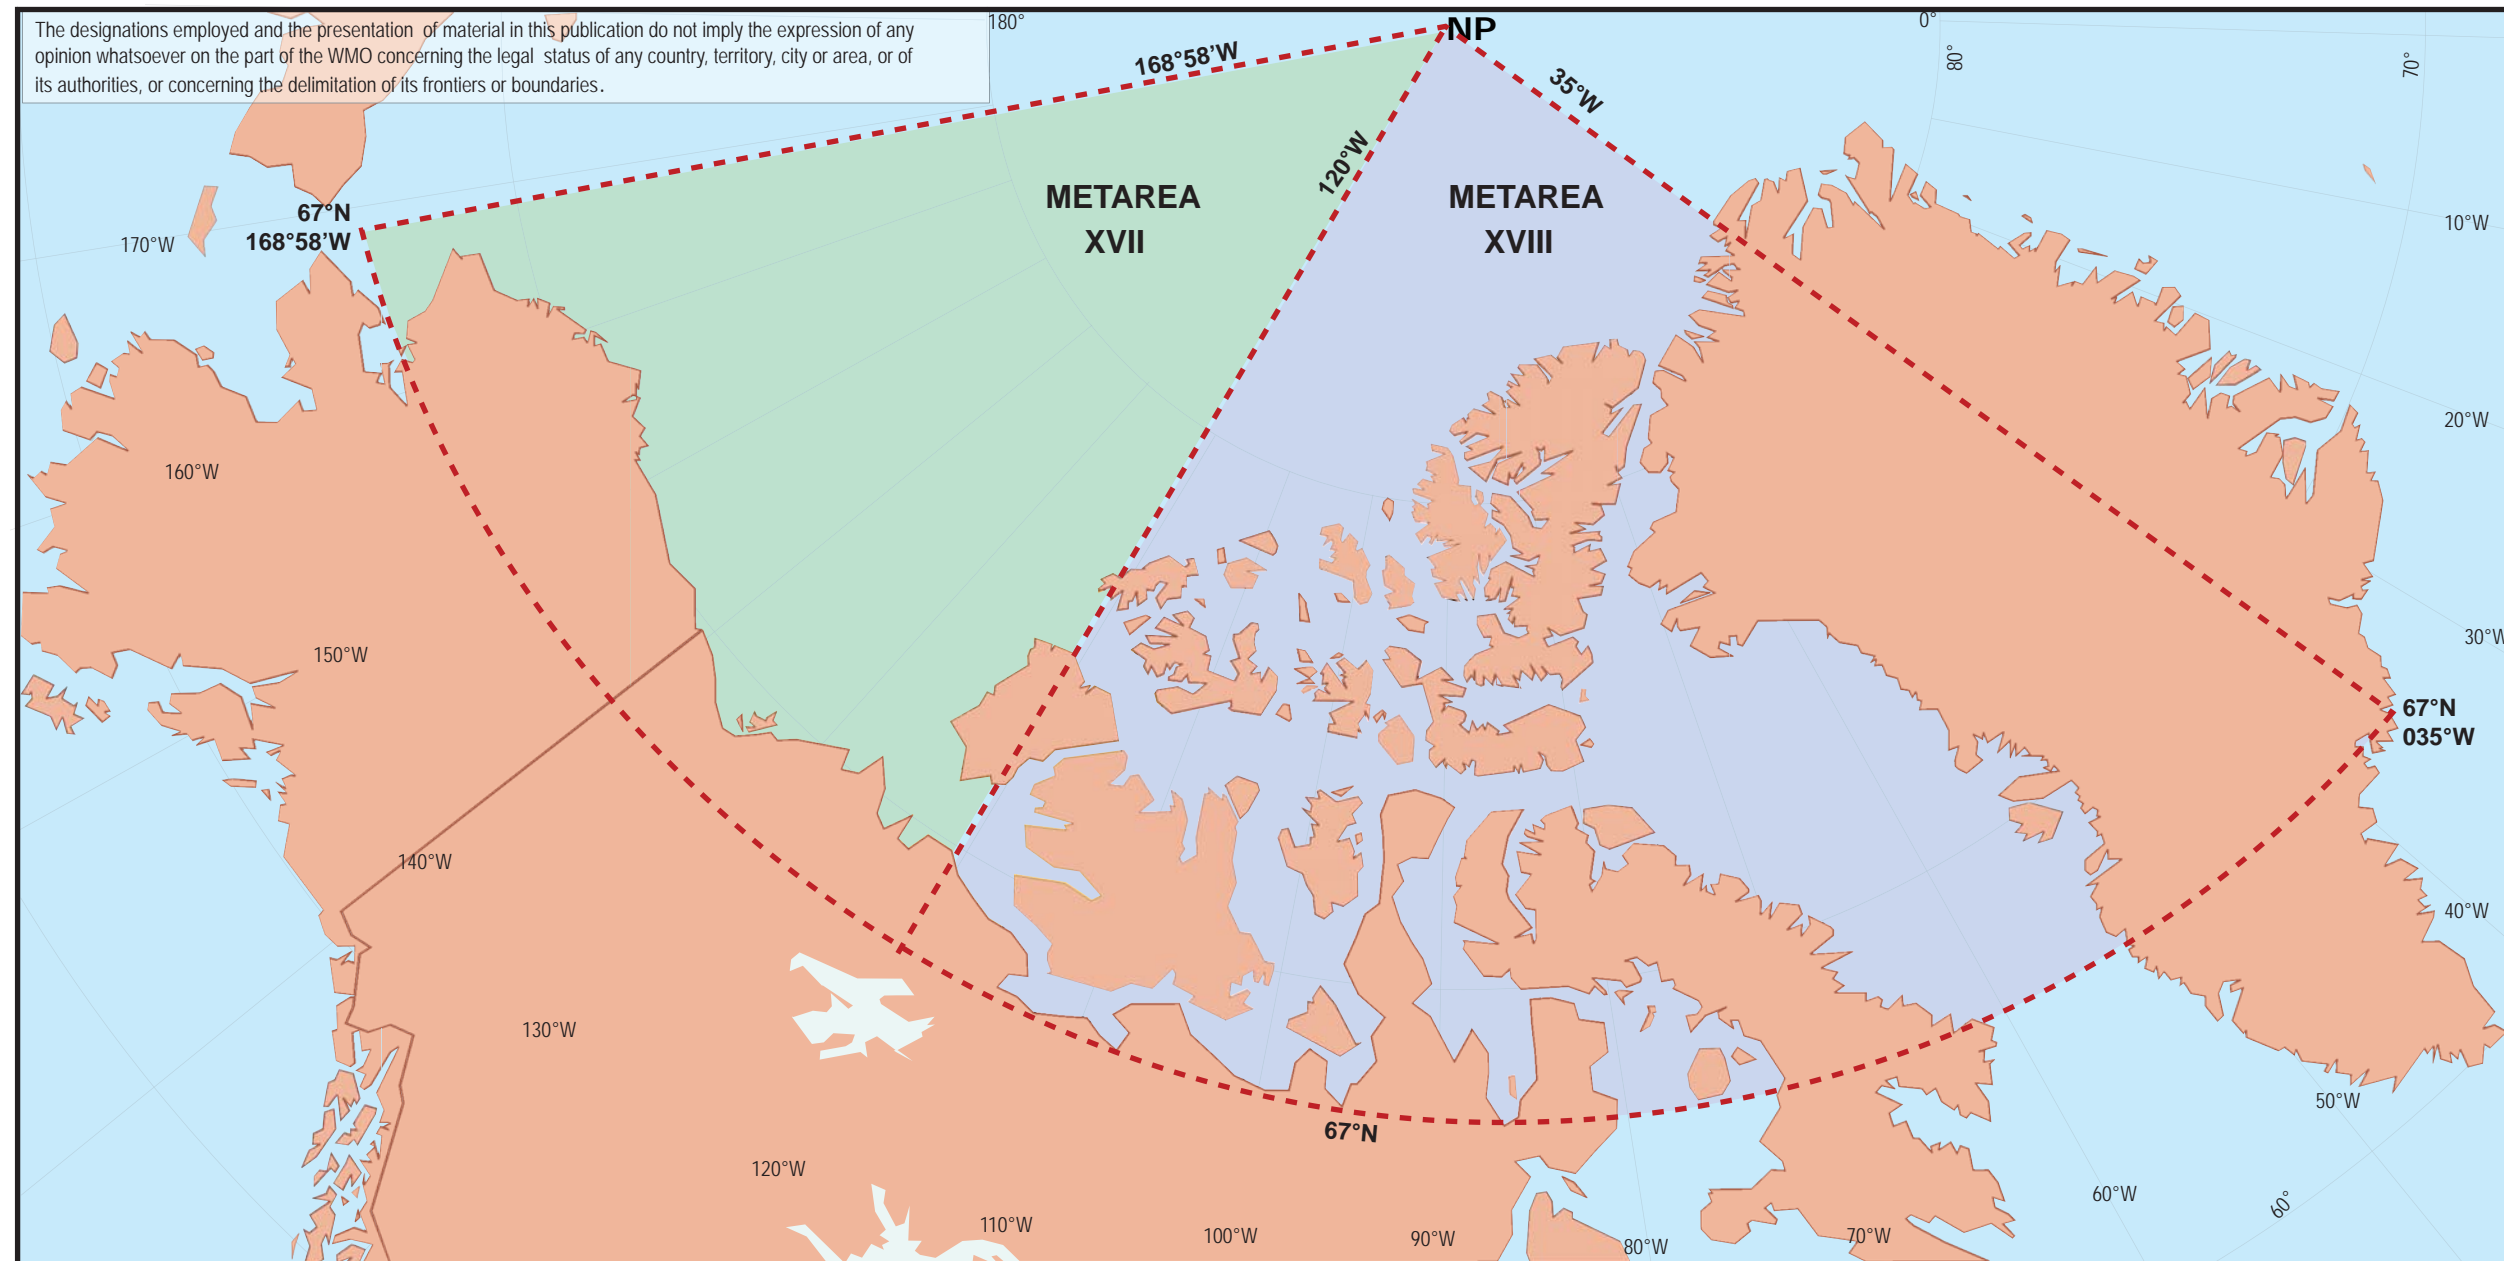 The designations employed and the presentation of material in this publication do not imply the expression of any
opinion whatsoever on the part of the WMO concerning the legal status of any country, territory, city or area, or of
its authorities, or concerning the delimitation of its frontiers or boundaries.
180°
168°58’W
NP
35°W
0°
80°
70°
120°W
METAREA
XVII
METAREA
XVIII
67°N
168°58’W
170°W
10°W
20°W
160°W
30°W
150°W
67°N
035°W
140°W
40°W
130°W
50°W
67°N
120°W
60°W
60°
110°W
100°W
90°W
80°W
70°W